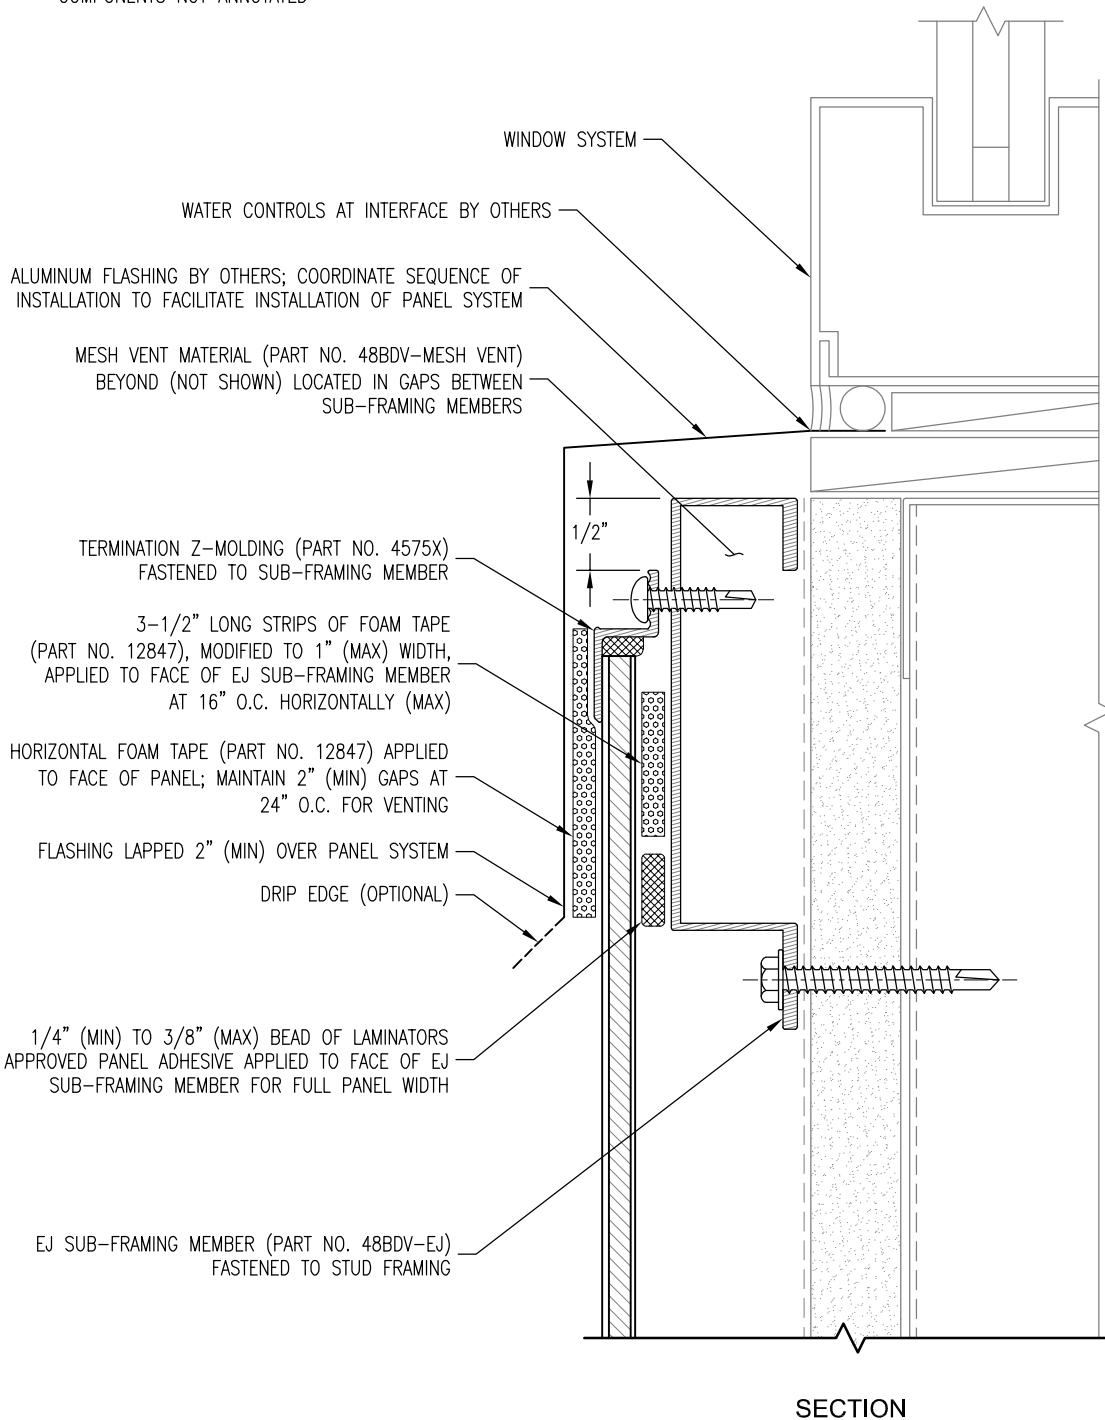 COMPONENTS NOT ANNOTATED
WINDOW SYSTEM
WATER CONTROLS AT INTERFACE BY OTHERS
ALUMINUM FLASHING BY OTHERS; COORDINATE SEQUENCE OF
INSTALLATION TO FACILITATE INSTALLATION OF PANEL SYSTEM
MESH VENT MATERIAL (PART NO. 48BDV-MESH VENT)
BEYOND (NOT SHOWN) LOCATED IN GAPS BETWEEN
SUB-FRAMING MEMBERS
1/2"
TERMINATION Z-MOLDING (PART NO. 4575X)
FASTENED TO SUB-FRAMING MEMBER
3-1/2" LONG STRIPS OF FOAM TAPE
(PART NO. 12847), MODIFIED TO 1" (MAX) WIDTH,
APPLIED TO FACE OF EJ SUB-FRAMING MEMBER
AT 16" O.C. HORIZONTALLY (MAX)
HORIZONTAL FOAM TAPE (PART NO. 12847) APPLIED
TO FACE OF PANEL; MAINTAIN 2" (MIN) GAPS AT
24" O.C. FOR VENTING
FLASHING LAPPED 2" (MIN) OVER PANEL SYSTEM
DRIP EDGE (OPTIONAL)
1/4" (MIN) TO 3/8" (MAX) BEAD OF LAMINATORS
APPROVED PANEL ADHESIVE APPLIED TO FACE OF EJ
SUB-FRAMING MEMBER FOR FULL PANEL WIDTH
EJ SUB-FRAMING MEMBER (PART NO. 48BDV-EJ)
FASTENED TO STUD FRAMING
SECTION